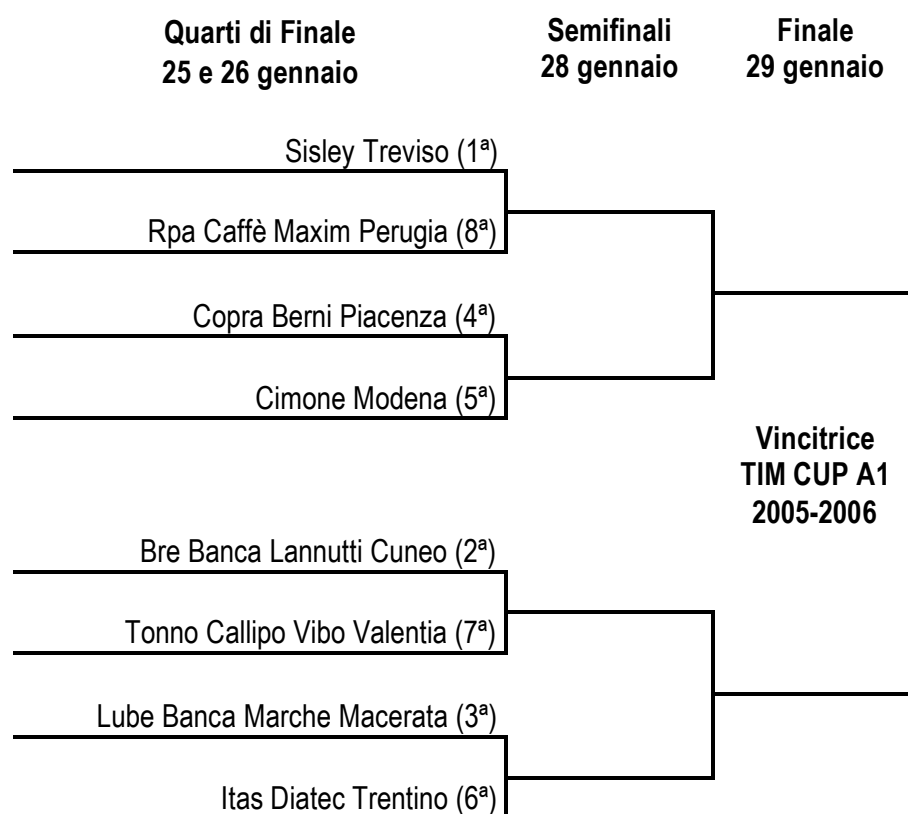 Quarti di Finale
25 e 26 gennaio
Semifinali
28 gennaio
Finale
29 gennaio
Sisley Treviso (1ª)
Rpa Caffè Maxim Perugia (8ª)
Copra Berni Piacenza (4ª)
Cimone Modena (5ª)
Vincitrice
TIM CUP A1
2005-2006
Bre Banca Lannutti Cuneo (2ª)
Tonno Callipo Vibo Valentia (7ª)
Lube Banca Marche Macerata (3ª)
Itas Diatec Trentino (6ª)